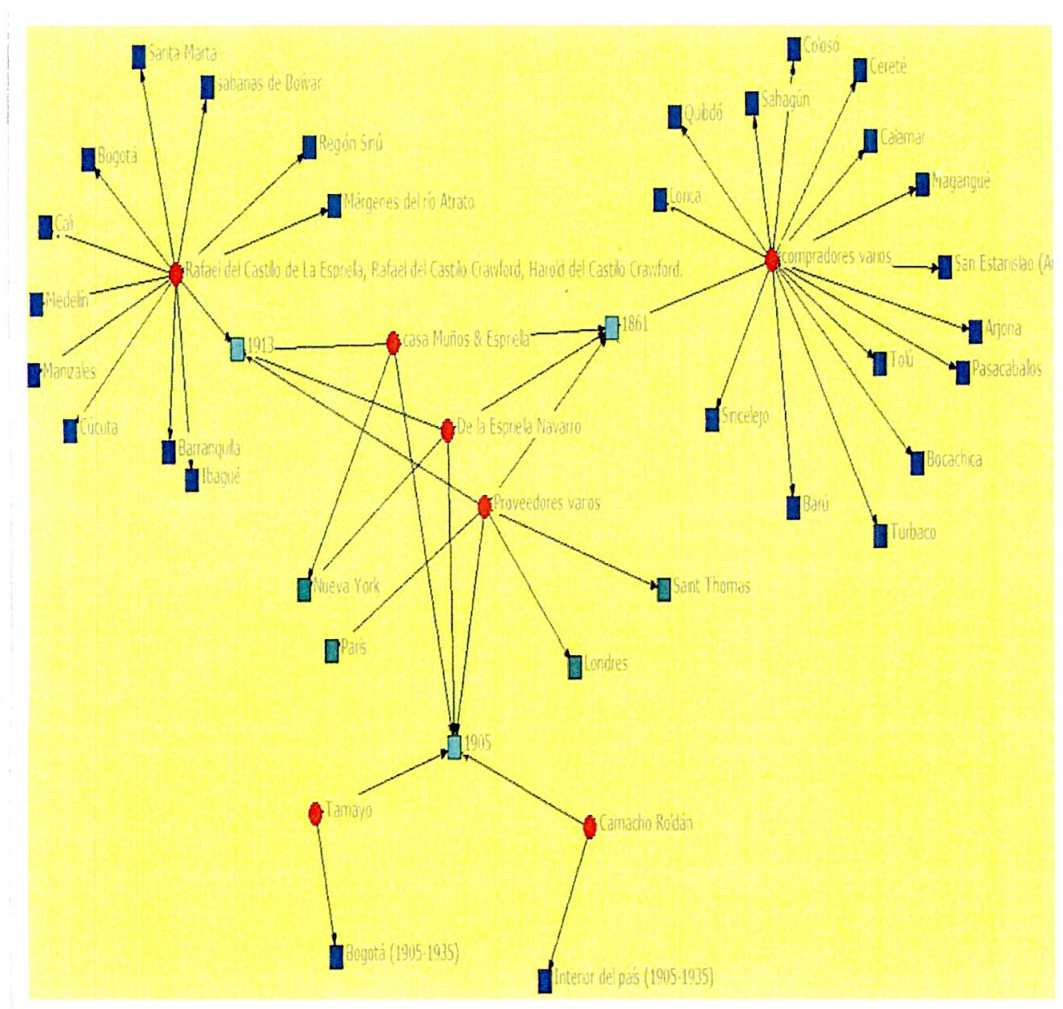 Santa Marta
sabanas de Bolívar
Región Sinú
Bogotá
Márgenes del río Atrato
Cali
Rafael del Castillo de La Espriella, Rafael del Castillo Crawford, Harold del Castillo Crawford.
Medellín
1913
Manizales
Cúcuta
Barranquilla
Ibagué
Colosó
Cereté
Sahagún
Quibdó
Calamar
Magangué
Lorica
compradores varios
San Estanislao
Arjona
Tolú
Pasacaballos
Sincelejo
Bocachica
Barú
Turbaco
1861
casa Muños & Espriella
De la Espriella Navarro
Proveedores varios
Nueva York
Saint Thomas
París
Londres
1905
Tamayo
Camacho Roldán
Bogotá (1905-1935)
Interior del país (1905-1935)